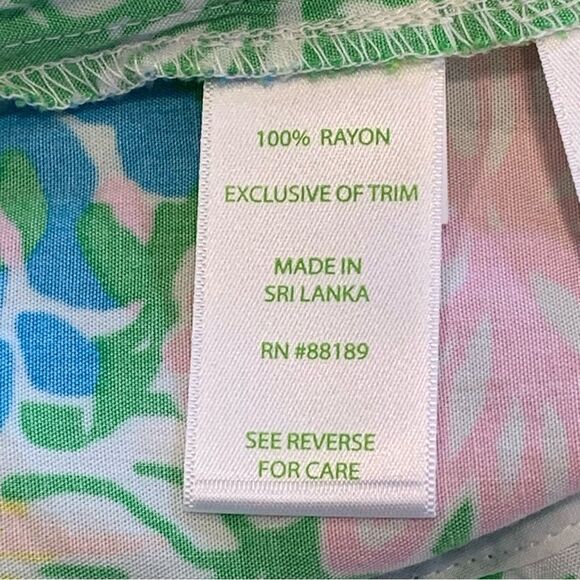 100% RAYON
EXCLUSIVE OF TRIM
MADE IN
SRI LANKA
RN #88189
SEE REVERSE
FOR CARE